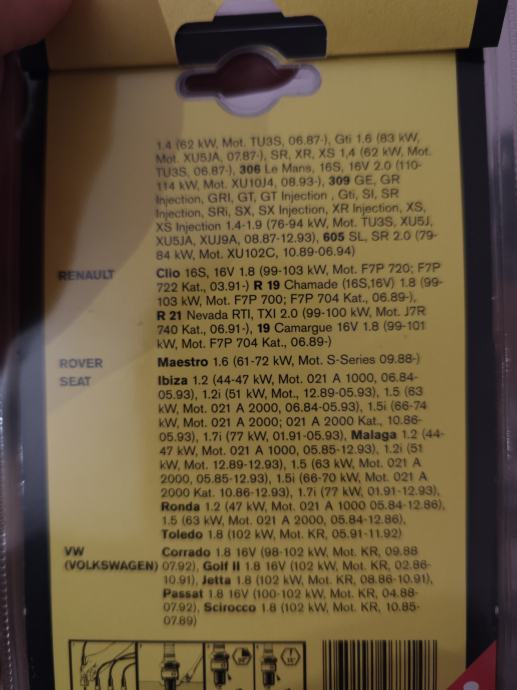 1.4 (62 kW, Mot. TU3S, 06.87-), Gti 1.6 (83 kW,
Mot. XU5JA, 07.87-), SR, XR, XS 1,4 (62 kW, Mot.
TU3S, 06.87-), 306 Le Mans, 16S, 16V 2.0 (110-
114 kW, Mot. XU10J4, 08.93-), 309 GE, GR
Injection, GRI, GT, GT Injection , Gti, SI, SR
Injection, SRi, SX, SX Injection, XR Injection, XS,
XS Injection 1.4-1.9 (76-94 kW, Mot. TU3S, XU5J,
XU5JA, XUJ9A, 08.87-12.93), 605 SL, SR 2.0 (79-
84 kW, Mot. XU102C, 10.89-06.94)
RENAULT Clio 16S, 16V 1.8 (99-103 kW, Mot. F7P 720; F7P
722 Kat., 03.91-) R 19 Chamade (16S,16V) 1.8 (99-
103 kW, Mot. F7P 700; F7P 704 Kat., 06.89-),
R 21 Nevada RTI, TXI 2.0 (99-100 kW, Mot. J7R
740 Kat., 06.91-), 19 Camargue 16V 1.8 (99-101
kW, Mot. F7P 704 Kat., 06.89-)
ROVER Maestro 1.6 (61-72 kW, Mot. S-Series 09.88-)
SEAT Ibiza 1.2 (44-47 kW, Mot. 021 A 1000, 06.84-
05.93), 1.2i (51 kW, Mot., 12.89-05.93), 1.5 (63
kW, Mot. 021 A 2000, 06.84-05.93), 1.5i (66-74
kW, Mot. 021 A 2000; 021 A 2000 Kat., 10.86-
05.93), 1.7i (77 kW, 01.91-05.93), Malaga 1.2 (44-
47 kW, Mot. 021 A 1000, 05.85-12.93), 1.2i (51
kW, Mot. 12.89-12.93), 1.5 (63 kW, Mot. 021 A
2000, 05.85-12.93), 1.5i (66-70 kW, Mot. 021 A
2000 Kat. 10.86-12.93), 1.7i (77 kW, 01.91-12.93),
Ronda 1.2 (47 kW, Mot. 021 A 1000 05.84-12.86),
1.5 (63 kW, Mot. 021 A 2000, 05.84-12.86),
Toledo 1.8 (102 kW, Mot. KR, 05.91-11.92)
VW Corrado 1.8 16V (98-102 kW, Mot. KR, 09.88
(VOLKSWAGEN) 07.92), Golf II 1.8 16V (102 kW, Mot. KR, 02.86-
10.91), Jetta 1.8 (102 kW, Mot. KR, 08.86-10.91),
Passat 1.8 16V (100-102 kW, Mot. KR, 04.88-
07.92), Scirocco 1.8 (102 kW, Mot. KR, 10.85-
07.89)